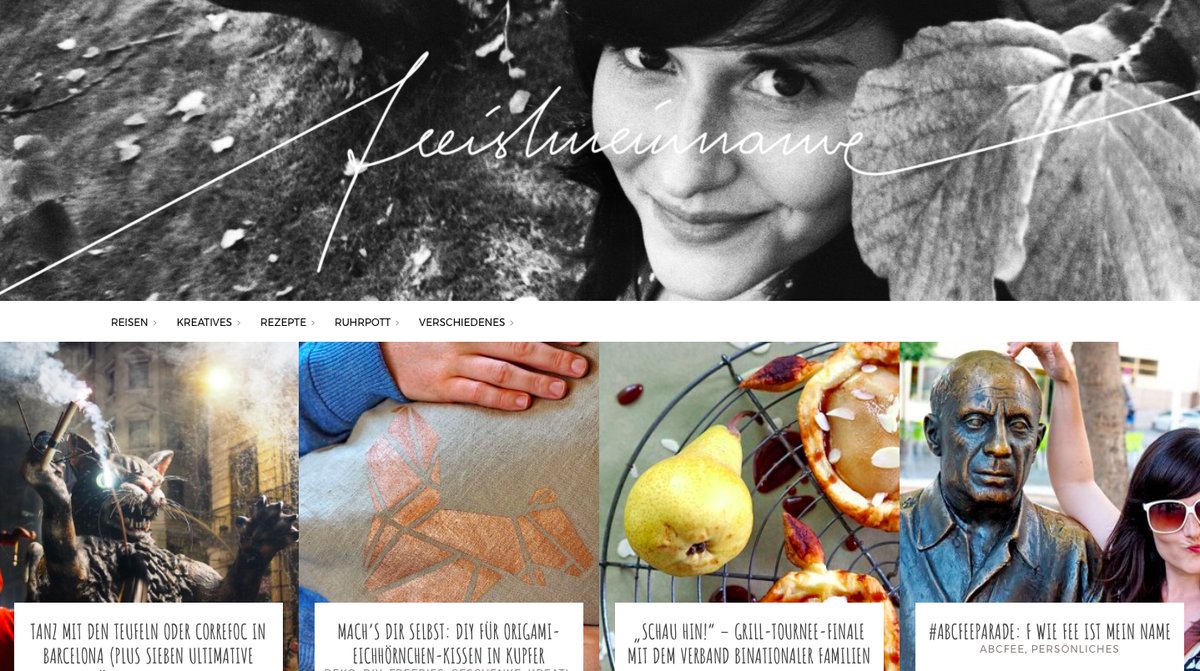 feeistmeinname
REISEN KREATIVES REZEPTE RUHRPOTT VERSCHIEDENES
TANZ MIT DEN TEUFELN ODER CORREFOC IN
BARCELONA (PLUS SIEBEN ULTIMATIVE
MACH'S DIR SELBST: DIY FÜR ORIGAMI-
EICHHÖRNCHEN-KISSEN IN KUPFER
„SCHAU HIN!" – GRILL-TOURNEE-FINALE
MIT DEM VERBAND BINATIONALER FAMILIEN
#ABCFEEPARADE: F WIE FEE IST MEIN NAME
ABCFEE, PERSÖNLICHES